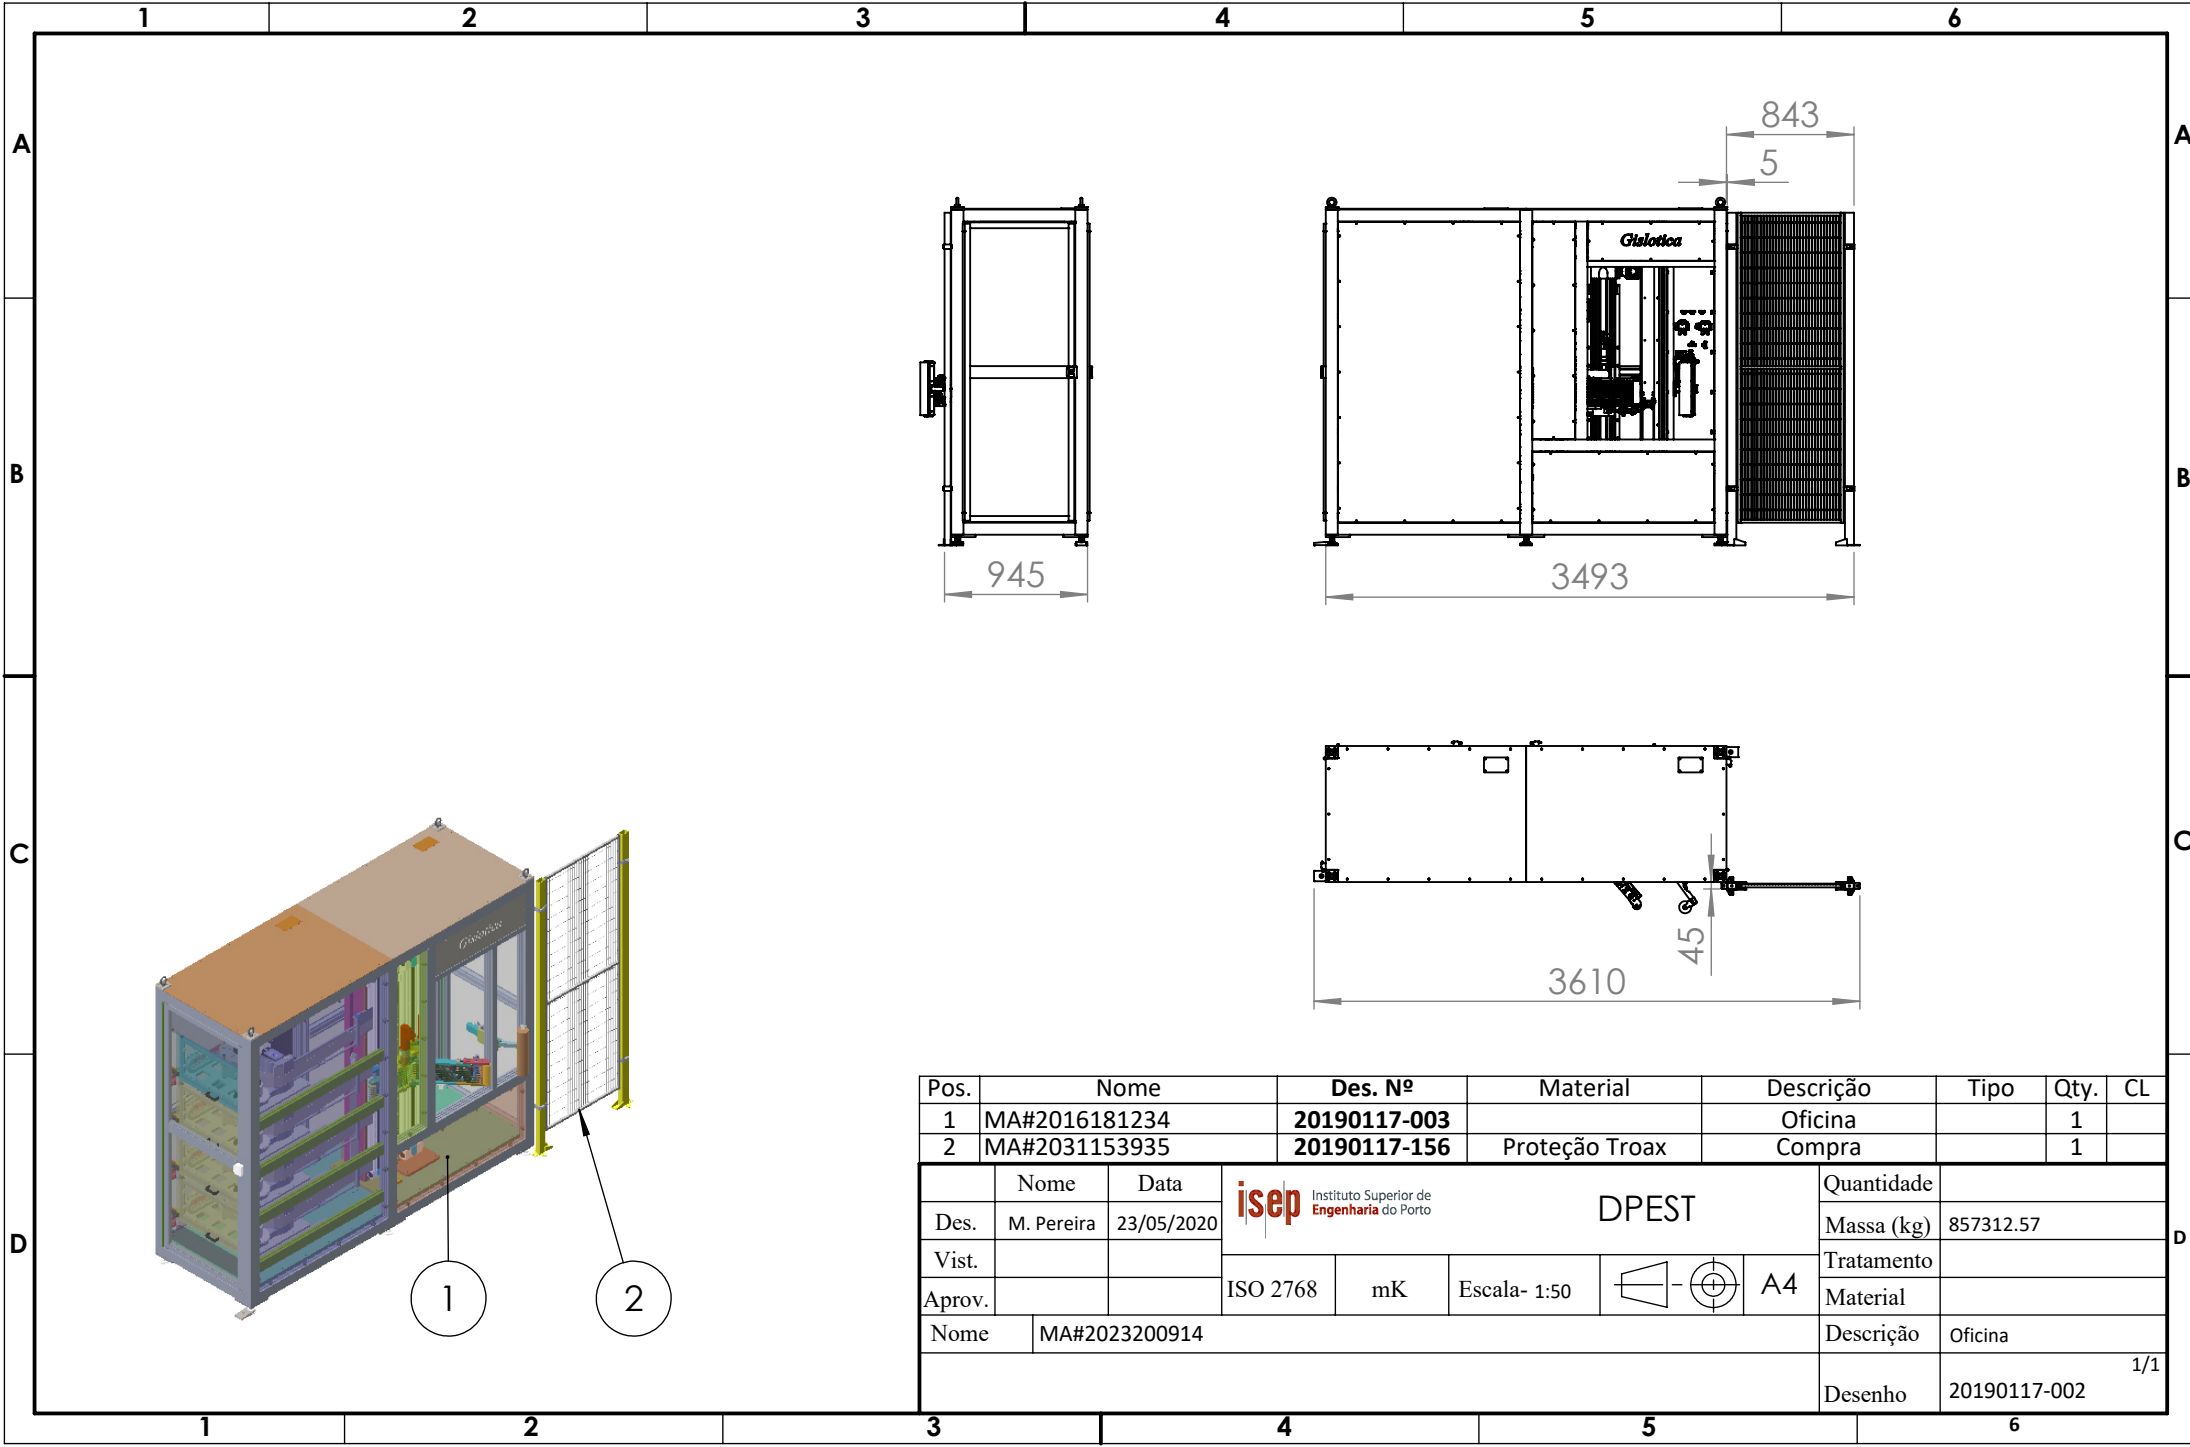 1 2 3 4 5 6
A A
B B
C C
D D
843
5
Gislotica
945
3493
45
3610
Gislotica
1 2
Pos. Nome Des. Nº Material Descrição Tipo Qty. CL
1 MA#2016181234 20190117-003 Oficina 1
2 MA#2031153935 20190117-156 Proteção Troax Compra 1
Nome Data
Des. M. Pereira 23/05/2020
Vist.
Aprov.
isep Instituto Superior de
Engenharia do Porto
DPEST
ISO 2768 mK Escala- 1:50 A4
Quantidade
Massa (kg) 857312.57
Tratamento
Material
Nome MA#2023200914
Descrição Oficina
1/1
Desenho 20190117-002
1 2 3 4 5 6